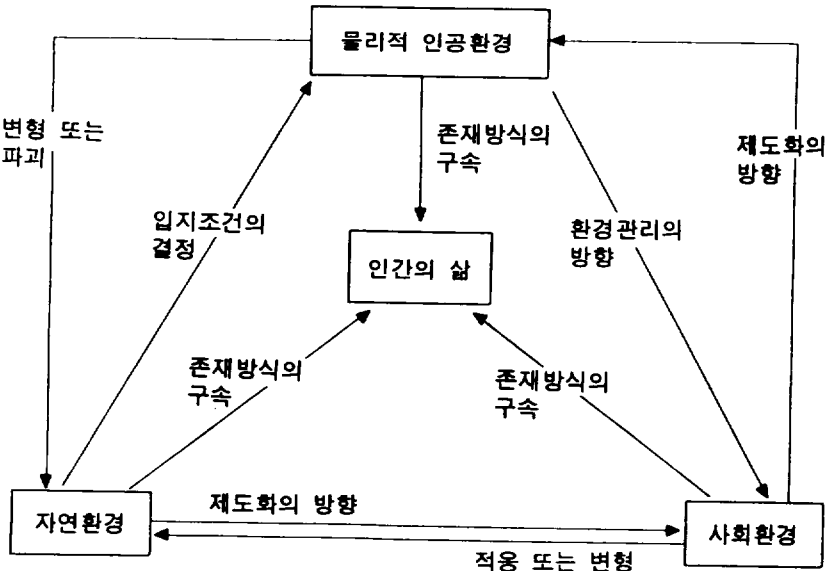 물리적 인공환경
변형 또는
파괴
존재방식의
구속
제도화의
방향
입지조건의
결정
환경관리의
방향
인간의 삶
존재방식의
구속
존재방식의
구속
자연환경
제도화의 방향
사회환경
적응 또는 변형